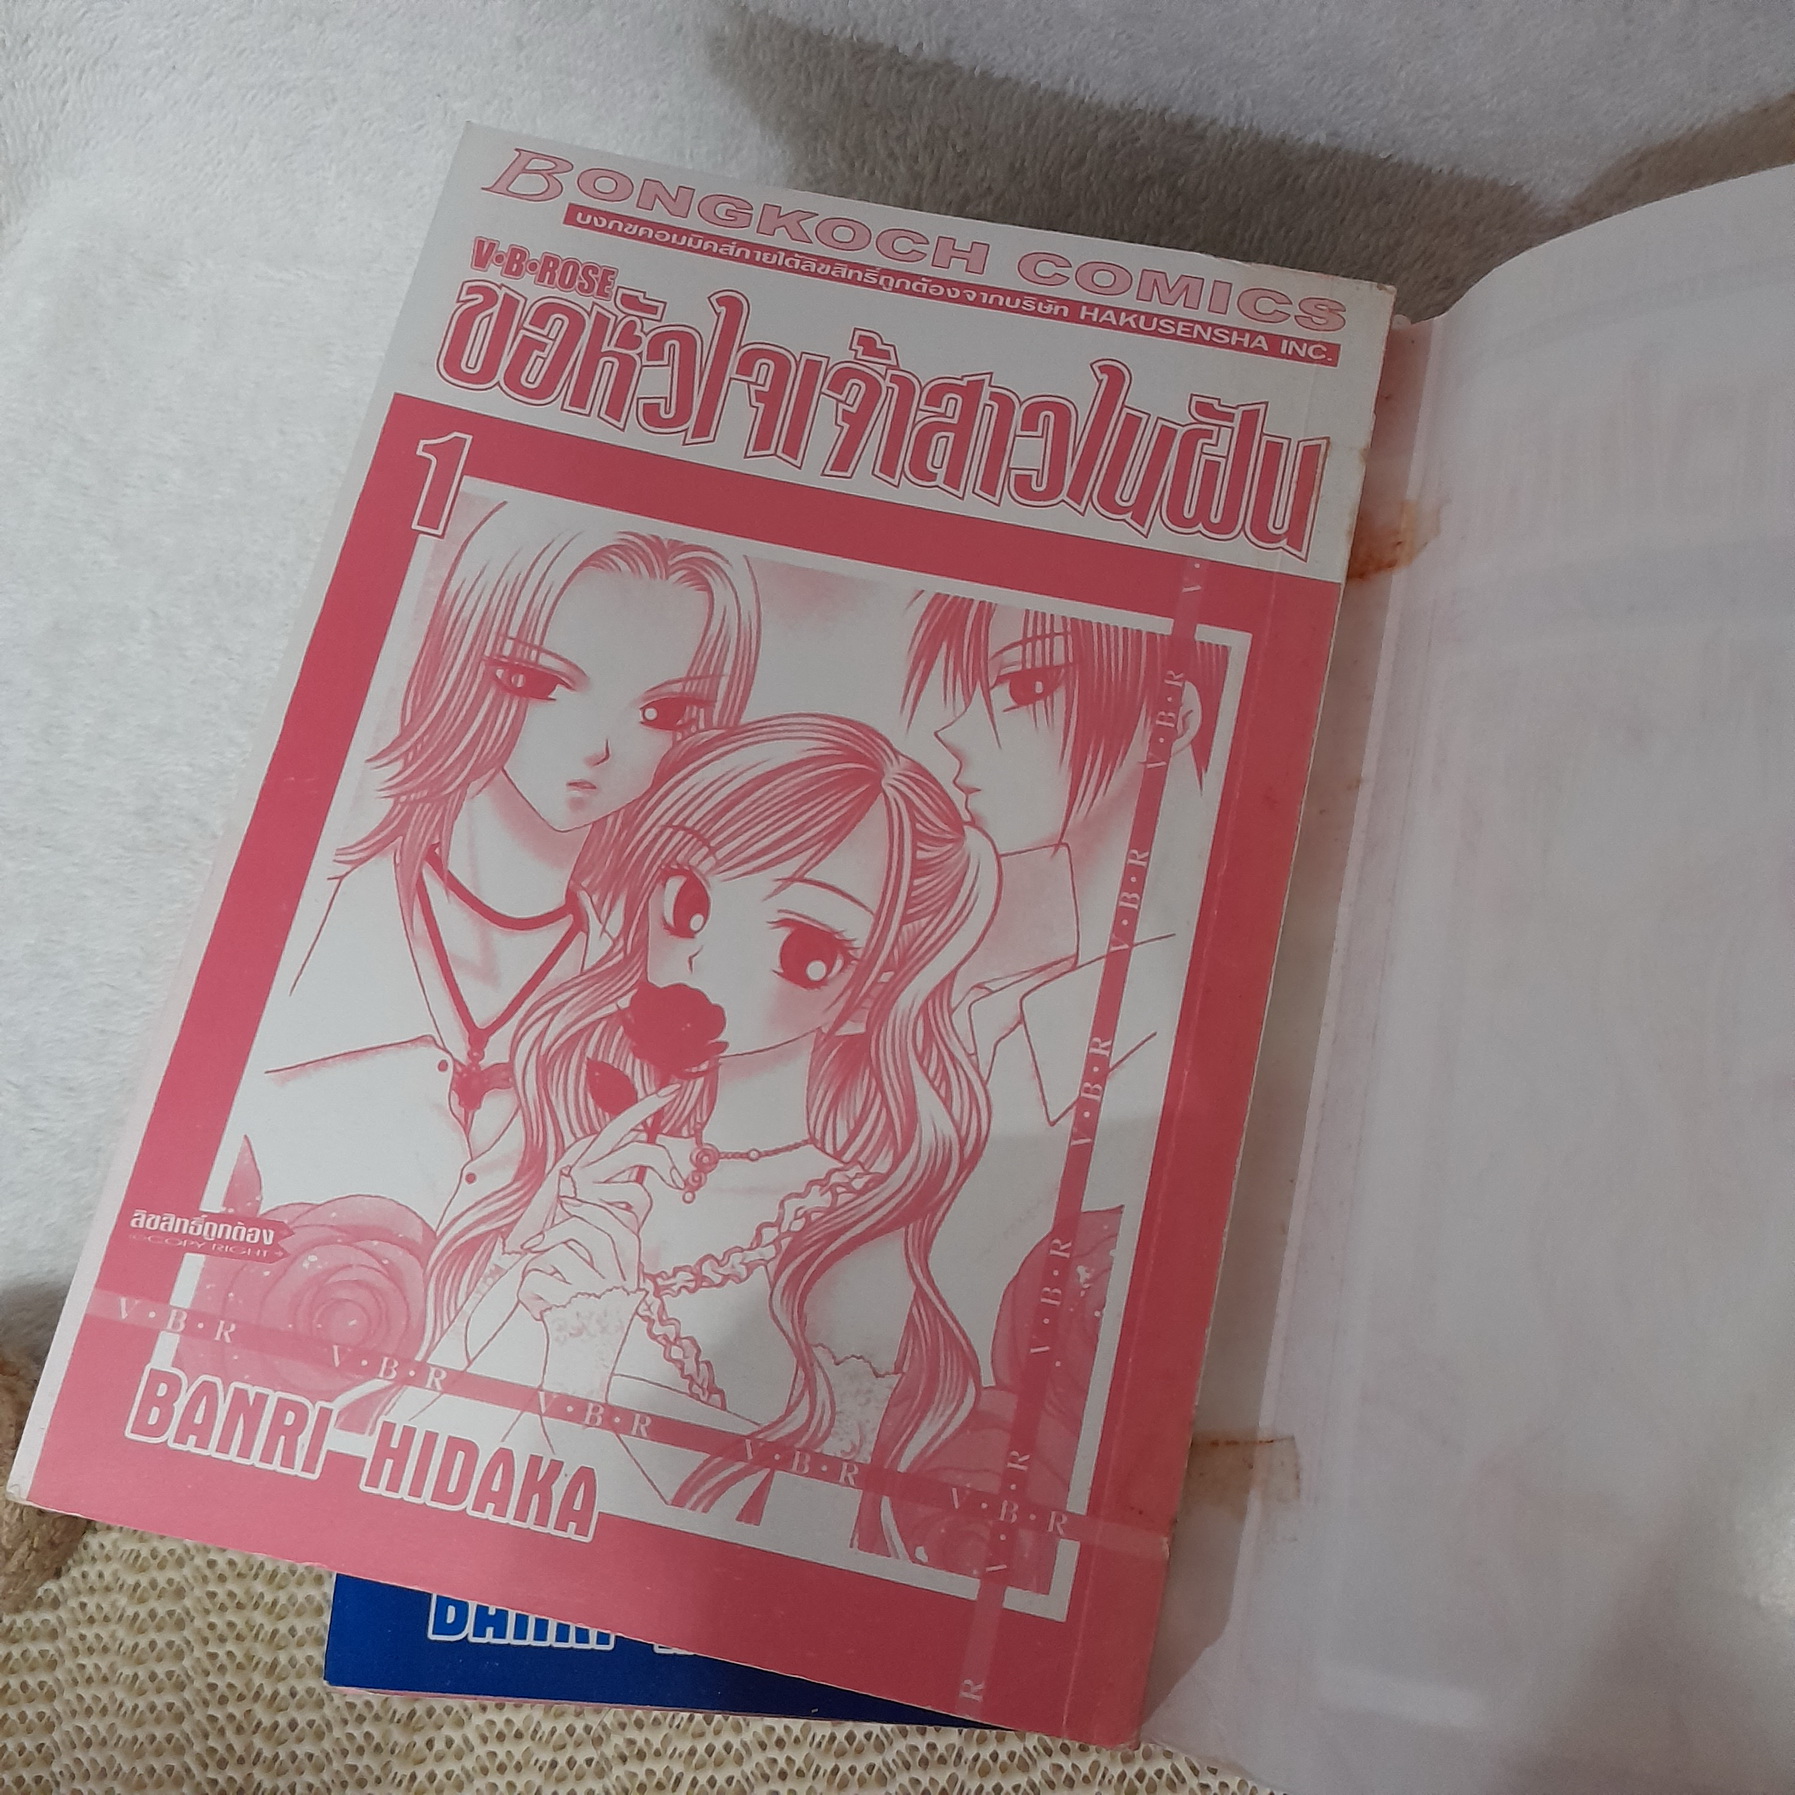 BONGKOCH COMICS
บงกชคอมมิคส์ภายใต้ลิขสิทธิ์ถูกต้องจากบริษัท HAKUSENSHA INC.
V•B•ROSE
ขอหัวใจเจ้าสาวในฝัน
1
V•
V•B•R
V•B•R
V•B•R
V•B•R
ลิขสิทธิ์ถูกต้อง
COPY RIGHT
V•B•R
V•B•R
V•B•R
V•B•R
V•B•R
V•B•R
R
BANRI HIDAKA
BANRI